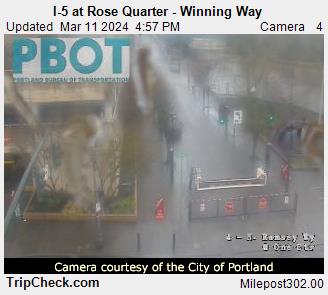 I-5 at Rose Quarter - Winning Way
Updated Mar 11 2024 4:57 PM Camera 4
PBOT
PORTLAND BUREAU OF TRANSPORTATION
Camera courtesy of the City of Portland
TripCheck.com Milepost302.00